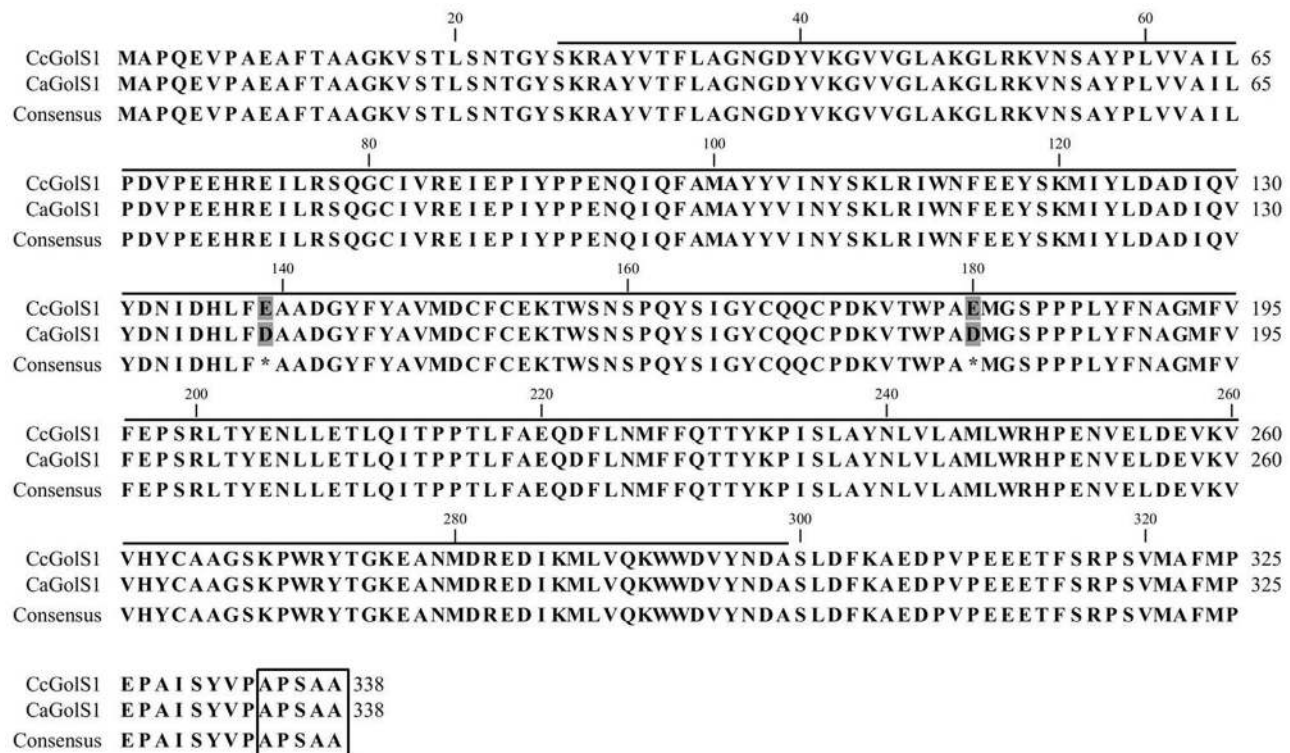 20 40 60
CcGolS1 MAPQEVPAEAFTAAGKVSTLSNTGYSKRAYVTFLAGNGDYVKGVVGLAKGLRKVNSAYPLVVAIL 65
CaGolS1 MAPQEVPAEAFTAAGKVSTLSNTGYSKRAYVTFLAGNGDYVKGVVGLAKGLRKVNSAYPLVVAIL 65
Consensus MAPQEVPAEAFTAAGKVSTLSNTGYSKRAYVTFLAGNGDYVKGVVGLAKGLRKVNSAYPLVVAIL
80 100 120
CcGolS1 PDVPEEHREILRSQGCIVREIEPIYPPENQIQFAMAYYVINYSKLRIWNFEEYSKMIYLDADIQV 130
CaGolS1 PDVPEEHREILRSQGCIVREIEPIYPPENQIQFAMAYYVINYSKLRIWNFEEYSKMIYLDADIQV 130
Consensus PDVPEEHREILRSQGCIVREIEPIYPPENQIQFAMAYYVINYSKLRIWNFEEYSKMIYLDADIQV
140 160 180
CcGolS1 YDNIDHLFEAADGYFYAVMDCFCEKTWSNSPQYSIGYCQQCPDKVTWPAEMGSPPPLYFNAGMFV 195
CaGolS1 YDNIDHLFDAADGYFYAVMDCFCEKTWSNSPQYSIGYCQQCPDKVTWPADMGSPPPLYFNAGMFV 195
Consensus YDNIDHLF*AADGYFYAVMDCFCEKTWSNSPQYSIGYCQQCPDKVTWPA*MGSPPPLYFNAGMFV
200 220 240 260
CcGolS1 FEPSRLTYENLLETLQITPPTLFAEQDFLNMFFQTTYKPISLAYNLVLAMLWRHPENVELDEVKV 260
CaGolS1 FEPSRLTYENLLETLQITPPTLFAEQDFLNMFFQTTYKPISLAYNLVLAMLWRHPENVELDEVKV 260
Consensus FEPSRLTYENLLETLQITPPTLFAEQDFLNMFFQTTYKPISLAYNLVLAMLWRHPENVELDEVKV
280 300 320
CcGolS1 VHYCAAGSKPWRYTGKEANMDREDIKMLVQKWWDVYNDASLDFKAEDPVPEEETFSRPSVMAFMP 325
CaGolS1 VHYCAAGSKPWRYTGKEANMDREDIKMLVQKWWDVYNDASLDFKAEDPVPEEETFSRPSVMAFMP 325
Consensus VHYCAAGSKPWRYTGKEANMDREDIKMLVQKWWDVYNDASLDFKAEDPVPEEETFSRPSVMAFMP
CcGolS1 EPAISYVPAPSAA 338
CaGolS1 EPAISYVPAPSAA 338
Consensus EPAISYVPAPSAA